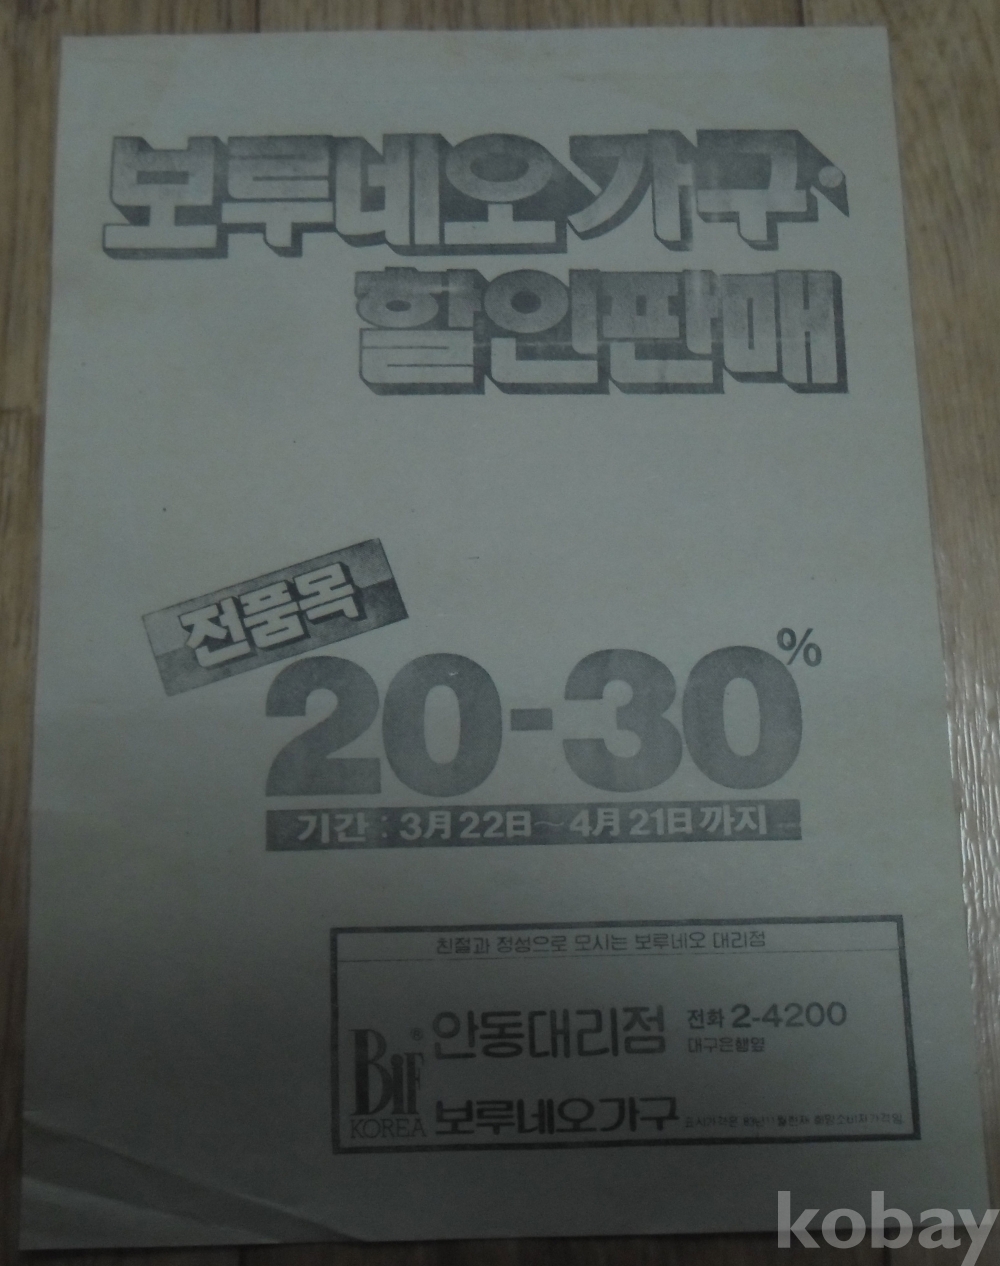 보루네오 가구
할인판매
전품목
20-30%
기간 : 3月 22日~4月 21日 까지
친절과 정성으로 모시는 보루네오 대리점
BIF®
KOREA
안동대리점
전화 2-4200
대구은행옆
보루네오가구
kobay